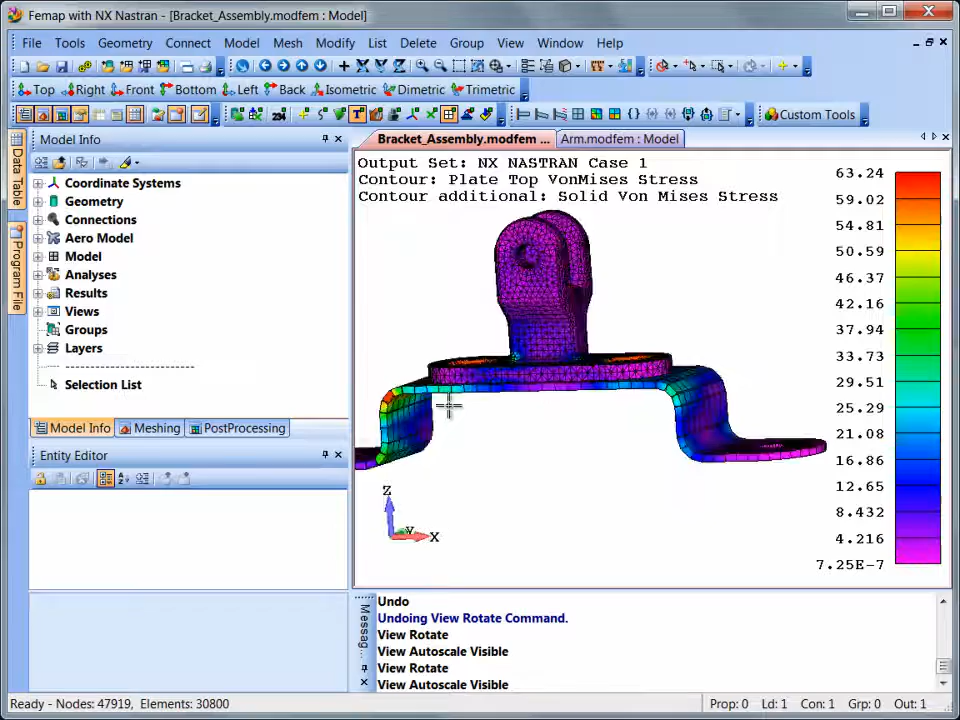 Femap with NX Nastran - [Bracket_Assembly.modfem : Model]
File Tools Geometry Connect Model Mesh Modify List Delete Group View Window Help
Top Right Front Bottom Left Back Isometric Dimetric Trimetric
234 T Custom Tools
Model Info
Bracket_Assembly.modfem ... Arm.modfem : Model
Data Table
Program File
Coordinate Systems
Geometry
Connections
Aero Model
Model
Analyses
Results
Views
Groups
Layers
Selection List
Model Info Meshing PostProcessing
Entity Editor
Output Set: NX NASTRAN Case 1
Contour: Plate Top VonMises Stress
Contour additional: Solid Von Mises Stress
63.24
59.02
54.81
50.59
46.37
42.16
37.94
33.73
29.51
25.29
21.08
16.86
12.65
8.432
4.216
7.25E-7
Z
Y
X
Messag...
Undo
Undoing View Rotate Command.
View Rotate
View Autoscale Visible
View Rotate
View Autoscale Visible
Ready - Nodes: 47919, Elements: 30800 Prop: 0 Ld: 1 Con: 1 Grp: 0 Out: 1